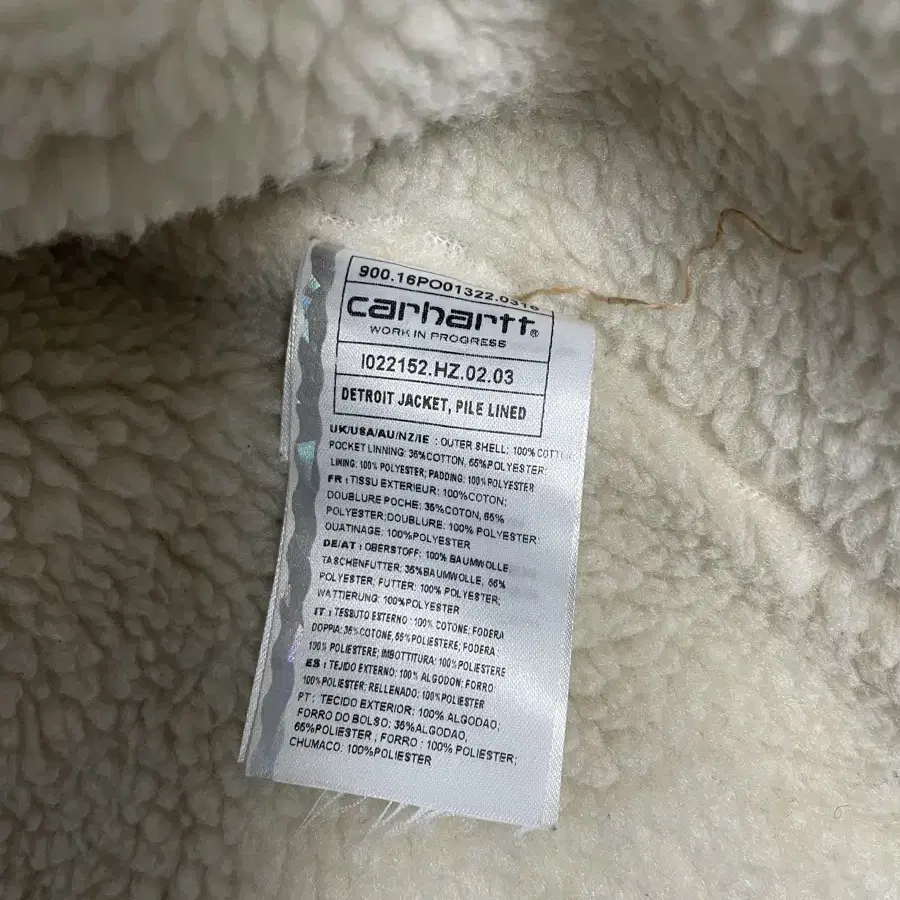 900.16PO01322.0316
carhartt®
WORK IN PROGRESS
I022152.HZ.02.03
DETROIT JACKET, PILE LINED
UK/USA/AU/NZ/IE : OUTER SHELL: 100% COTT
POCKET LINNING: 35%COTTON, 65%POLYESTER;
LINING: 100% POLYESTER; PADDING: 100%POLYESTER
FR : TISSU EXTERIEUR: 100%COTON;
DOUBLURE POCHE: 35%COTON, 65%
POLYESTER;DOUBLURE: 100% POLYESTER;
OUATINAGE: 100%POLYESTER
DE/AT : OBERSTOFF: 100% BAUMWOLLE
TASCHENFUTTER: 35%BAUMWOLLE, 65%
POLYESTER; FUTTER: 100% POLYESTER;
WATTIERUNG: 100%POLYESTER
IT : TESSUTO ESTERNO : 100% COTONE; FODERA
DOPPIA: 35%COTONE, 65% POLIESTERE; FODERA
100% POLIESTERE; IMBOTTITURA: 100%POLIESTERE
ES : TEJIDO EXTERNO: 100% ALGODON; FORRO
100%POLIESTER; RELLENADO: 100%POLIESTER
PT : TECIDO EXTERIOR: 100% ALGODAO;
FORRO DO BOLSO; 35%ALGODAO,
65%POLIESTER ; FORRO : 100% POLIESTER;
CHUMACO: 100%POLIESTER